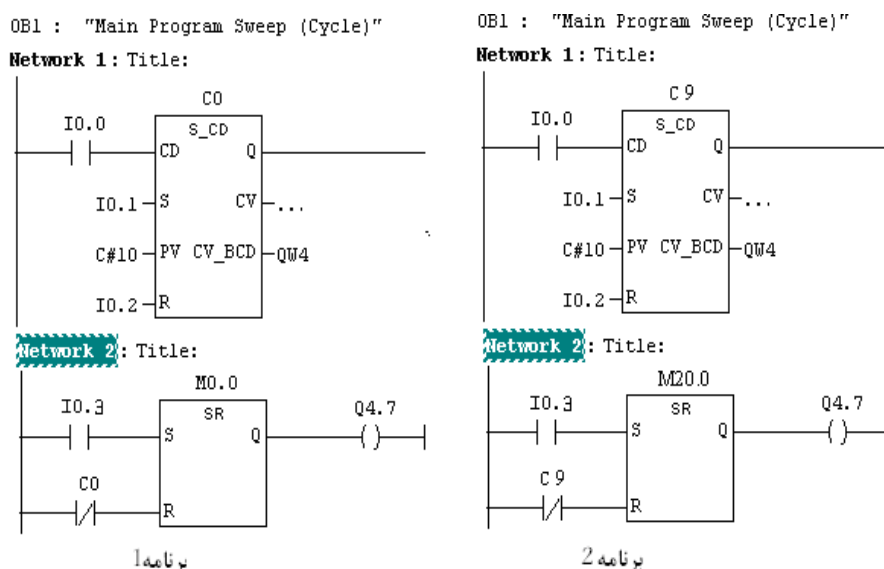 OB1 : "Main Program Sweep (Cycle)"
Network 1: Title:
C0
I0.0
S_CD
CD Q
I0.1 S CV ...
C#10 PV CV_BCD QW4
I0.2 R
Network 2: Title:
M0.0
I0.3 SR Q4.7
S Q
C0
R
برنامه1
OB1 : "Main Program Sweep (Cycle)"
Network 1: Title:
C 9
I0.0
S_CD
CD Q
I0.1 S CV ...
C#10 PV CV_BCD QW4
I0.2 R
Network 2: Title:
M20.0
I0.3 SR Q4.7
S Q
C 9
R
برنامه 2